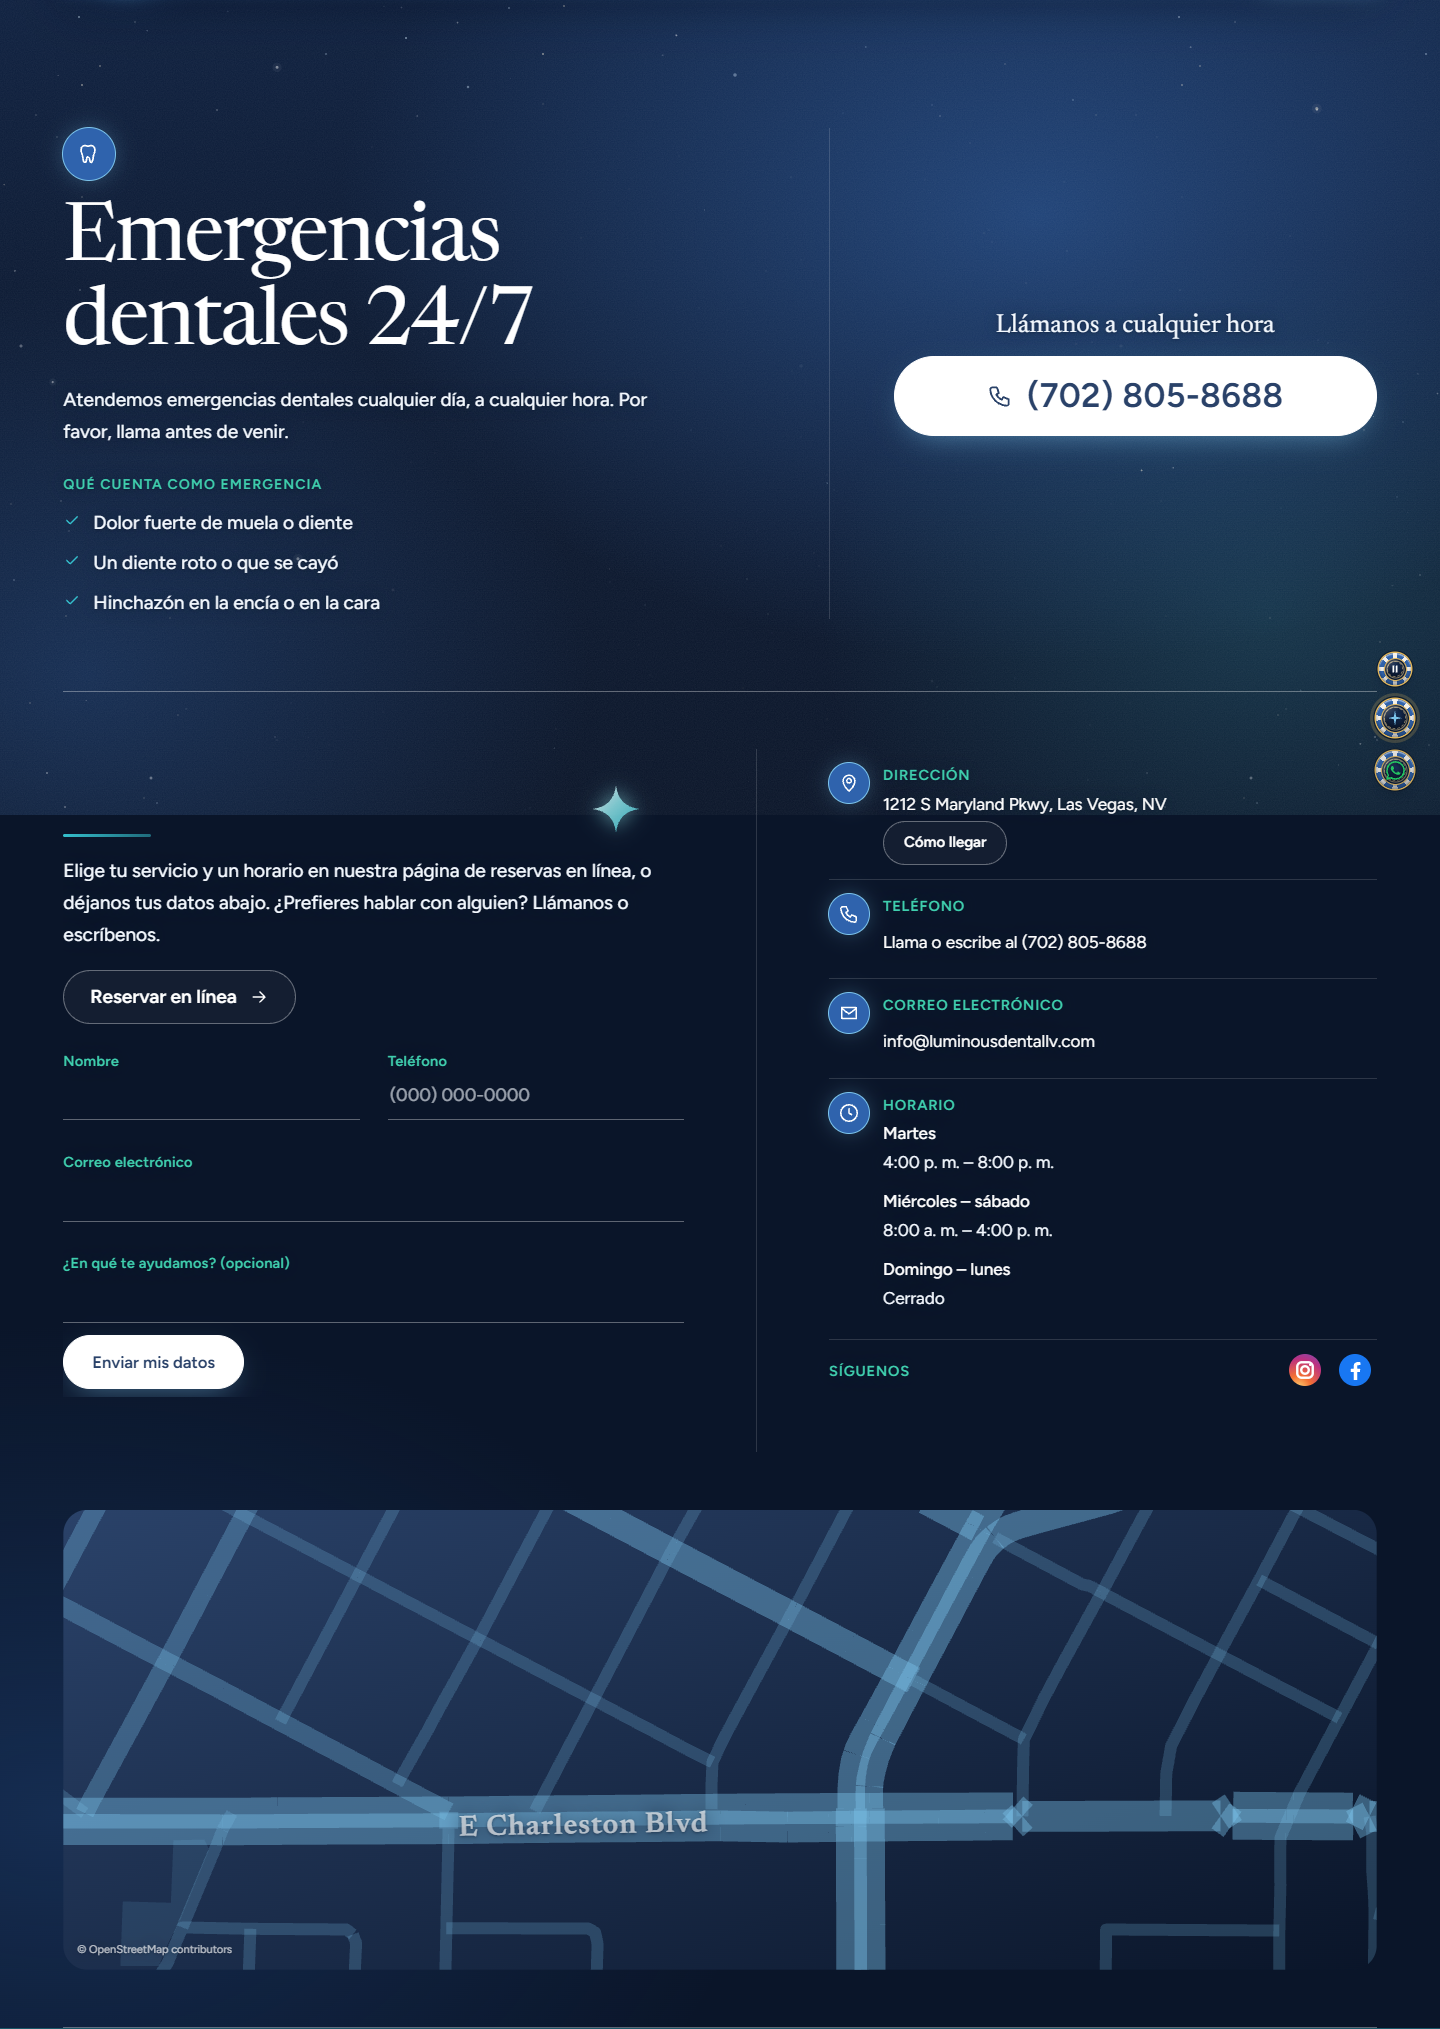 Emergencias
dentales 24/7
Atendemos emergencias dentales cualquier día, a cualquier hora. Por
favor, llama antes de venir.
QUÉ CUENTA COMO EMERGENCIA
Dolor fuerte de muela o diente
Un diente roto o que se cayó
Hinchazón en la encía o en la cara
Llámanos a cualquier hora
(702) 805-8688
Elige tu servicio y un horario en nuestra página de reservas en línea, o
déjanos tus datos abajo. ¿Prefieres hablar con alguien? Llámanos o
escríbenos.
Reservar en línea
Nombre
Teléfono
(000) 000-0000
Correo electrónico
¿En qué te ayudamos? (opcional)
Enviar mis datos
DIRECCIÓN
1212 S Maryland Pkwy, Las Vegas, NV
Cómo llegar
TELÉFONO
Llama o escribe al (702) 805-8688
CORREO ELECTRÓNICO
info@luminousdentallv.com
HORARIO
Martes
4:00 p. m. – 8:00 p. m.
Miércoles – sábado
8:00 a. m. – 4:00 p. m.
Domingo – lunes
Cerrado
SÍGUENOS
E Charleston Blvd
© OpenStreetMap contributors